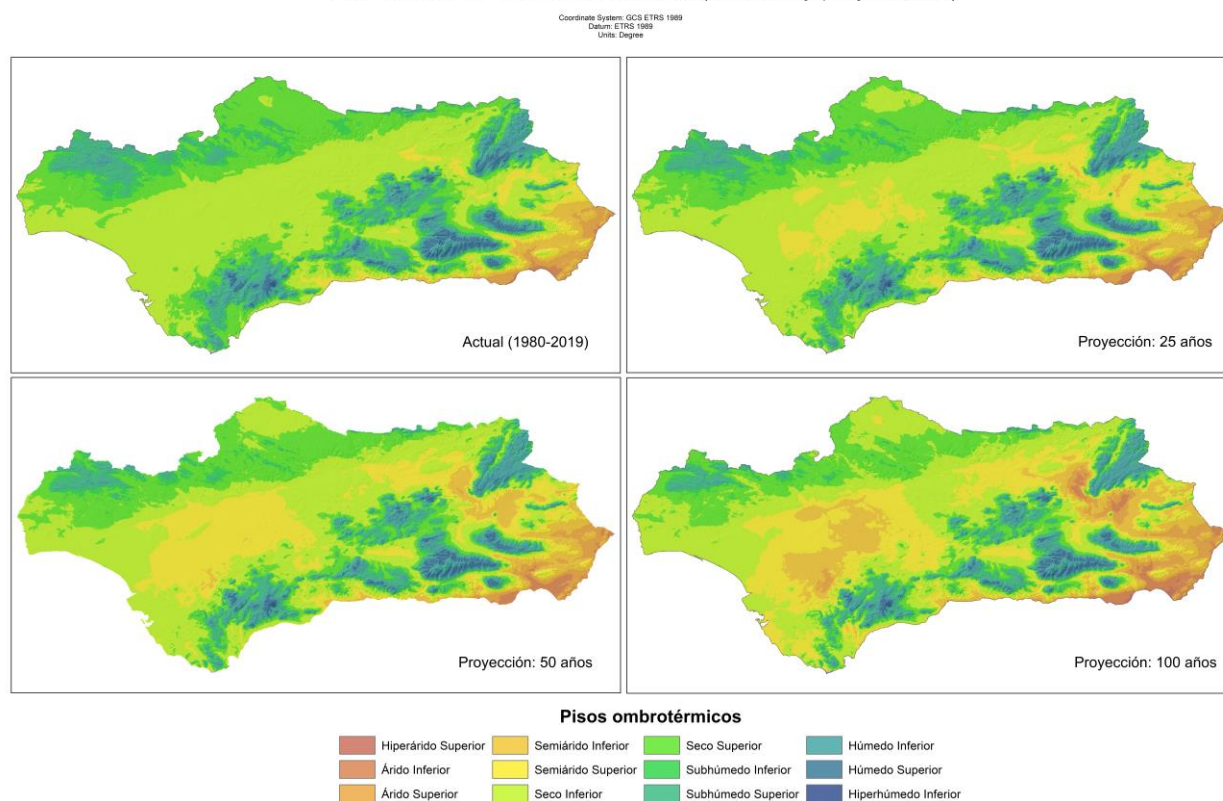 Coordinate System: GCS ETRS 1989
Datum: ETRS 1989
Units: Degree
Actual (1980-2019)
Proyección: 25 años
Proyección: 50 años
Proyección: 100 años
Pisos ombrotérmicos
Hiperárido Superior
Semiárido Inferior
Seco Superior
Húmedo Inferior
Árido Inferior
Semiárido Superior
Subhúmedo Inferior
Húmedo Superior
Árido Superior
Seco Inferior
Subhúmedo Superior
Hiperhúmedo Inferior